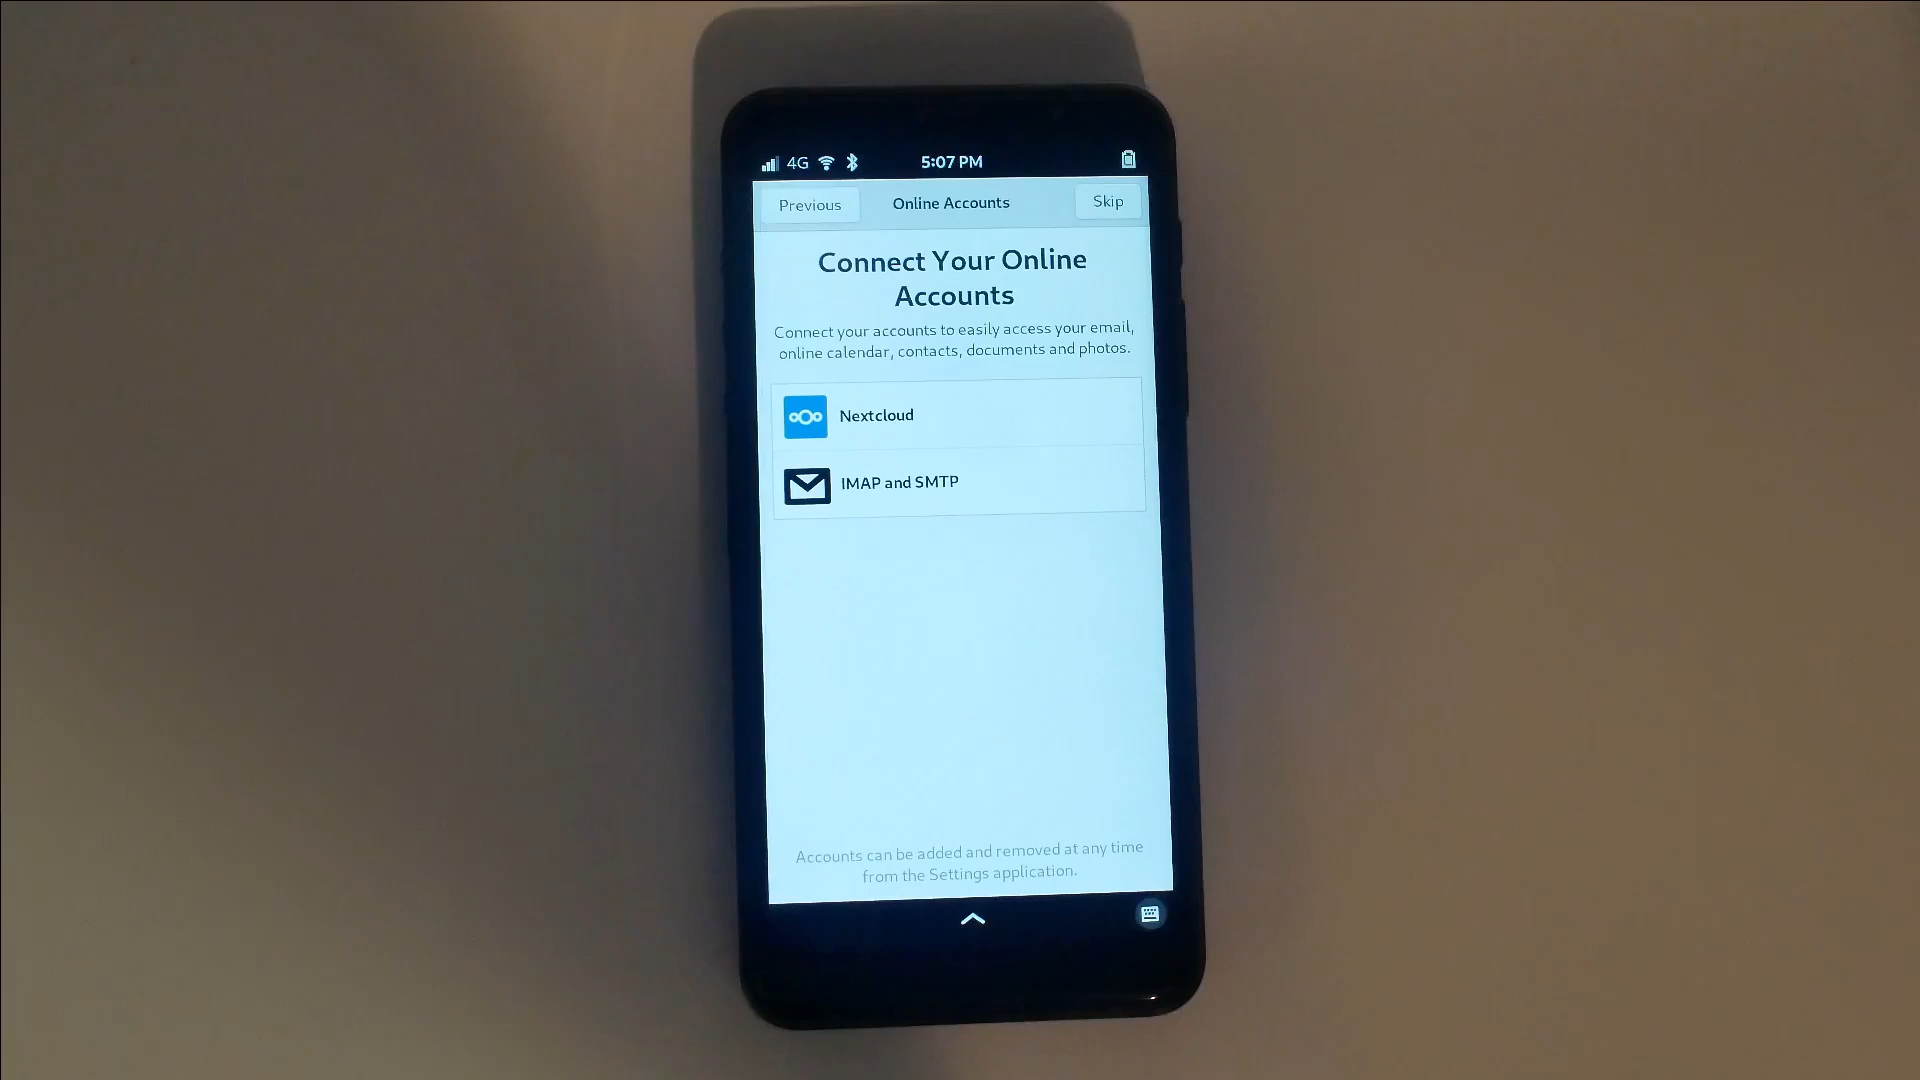 4G 5:07 PM
Previous Online Accounts Skip
Connect Your Online
Accounts
Connect your accounts to easily access your email,
online calendar, contacts, documents and photos.
Nextcloud
IMAP and SMTP
Accounts can be added and removed at any time
from the Settings application.